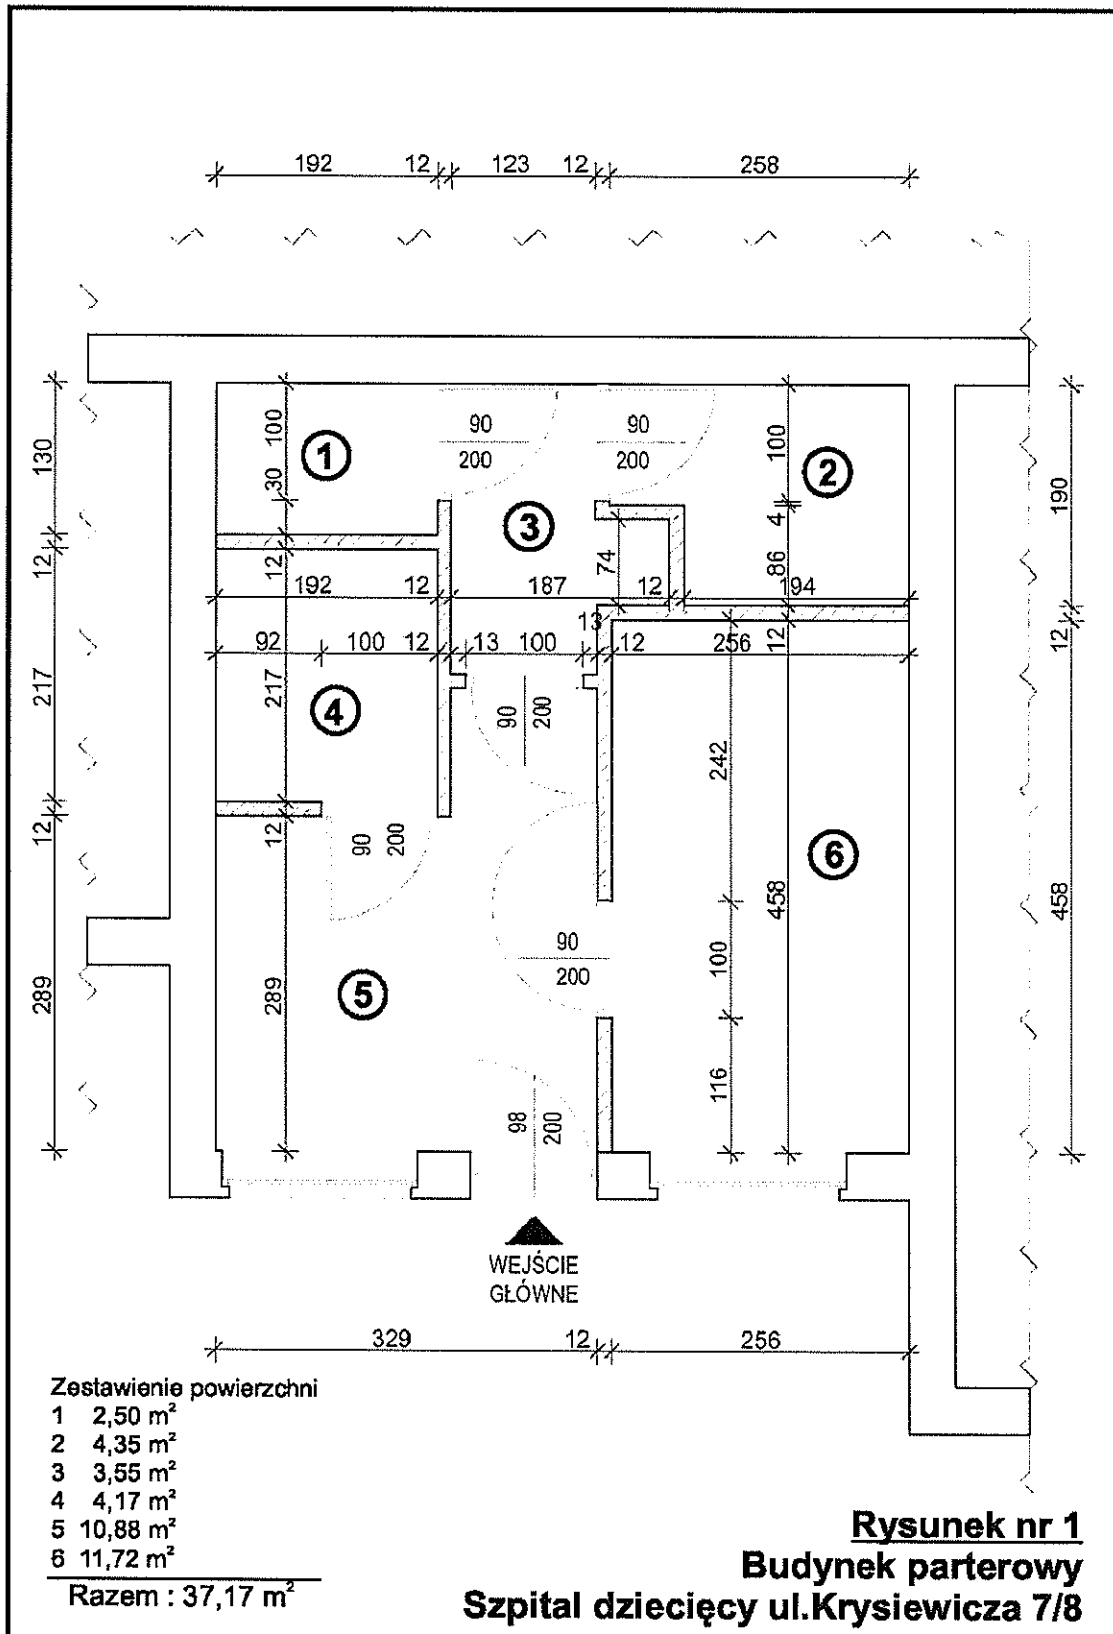 192 12 123 12 258
130
12
217
12
289
100
30
12
217
12
289
1
90
200
90
200
2
3
100
4
86
12
458
190
12
458
74
192 12 187 12 194
13
92 100 12 13 100 12 256
4
90
200
242
90
200
6
5
90
200
100
116
98
200
WEJŚCIE
GŁÓWNE
329 12 256
Zestawienie powierzchni
1 2,50 m²
2 4,35 m²
3 3,55 m²
4 4,17 m²
5 10,88 m²
6 11,72 m²
Razem : 37,17 m²
Rysunek nr 1
Budynek parterowy
Szpital dziecięcy ul.Krysiewicza 7/8